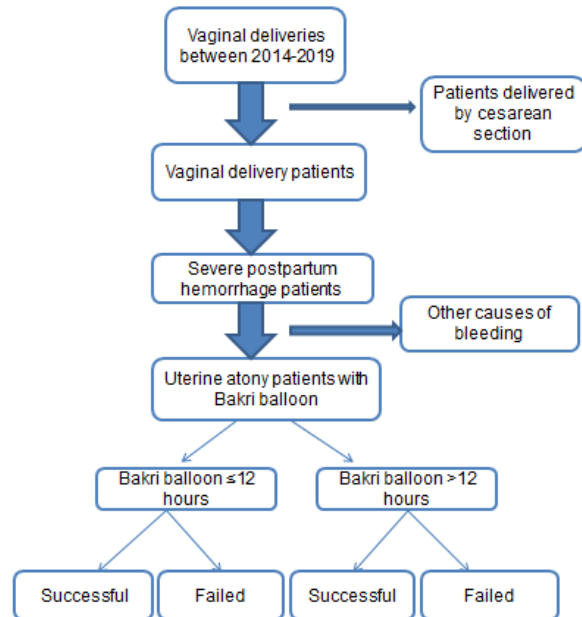 Vaginal deliveries
between 2014-2019
Patients delivered
by cesarean
section
Vaginal delivery patients
Severe postpartum
hemorrhage patients
Other causes of
bleeding
Uterine atony patients with
Bakri balloon
Bakri balloon ≤12
hours
Bakri balloon >12
hours
Successful
Failed
Successful
Failed